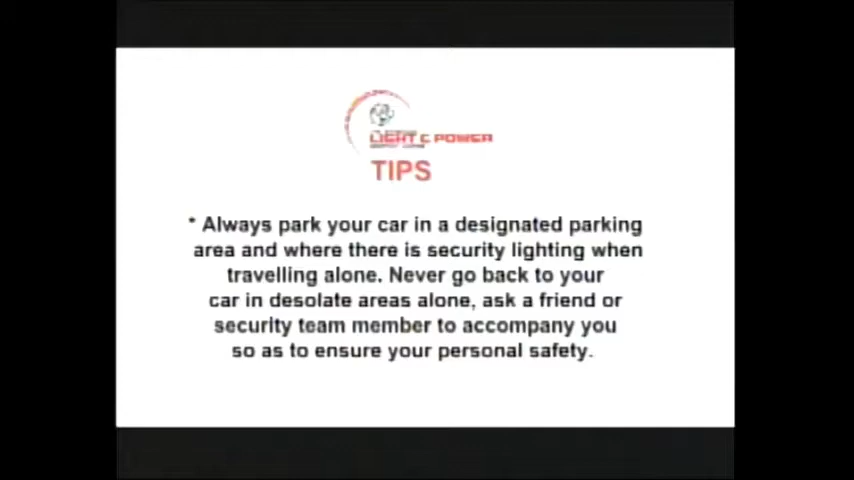 LIGHT & POWER
TIPS
* Always park your car in a designated parking
area and where there is security lighting when
travelling alone. Never go back to your
car in desolate areas alone, ask a friend or
security team member to accompany you
so as to ensure your personal safety.